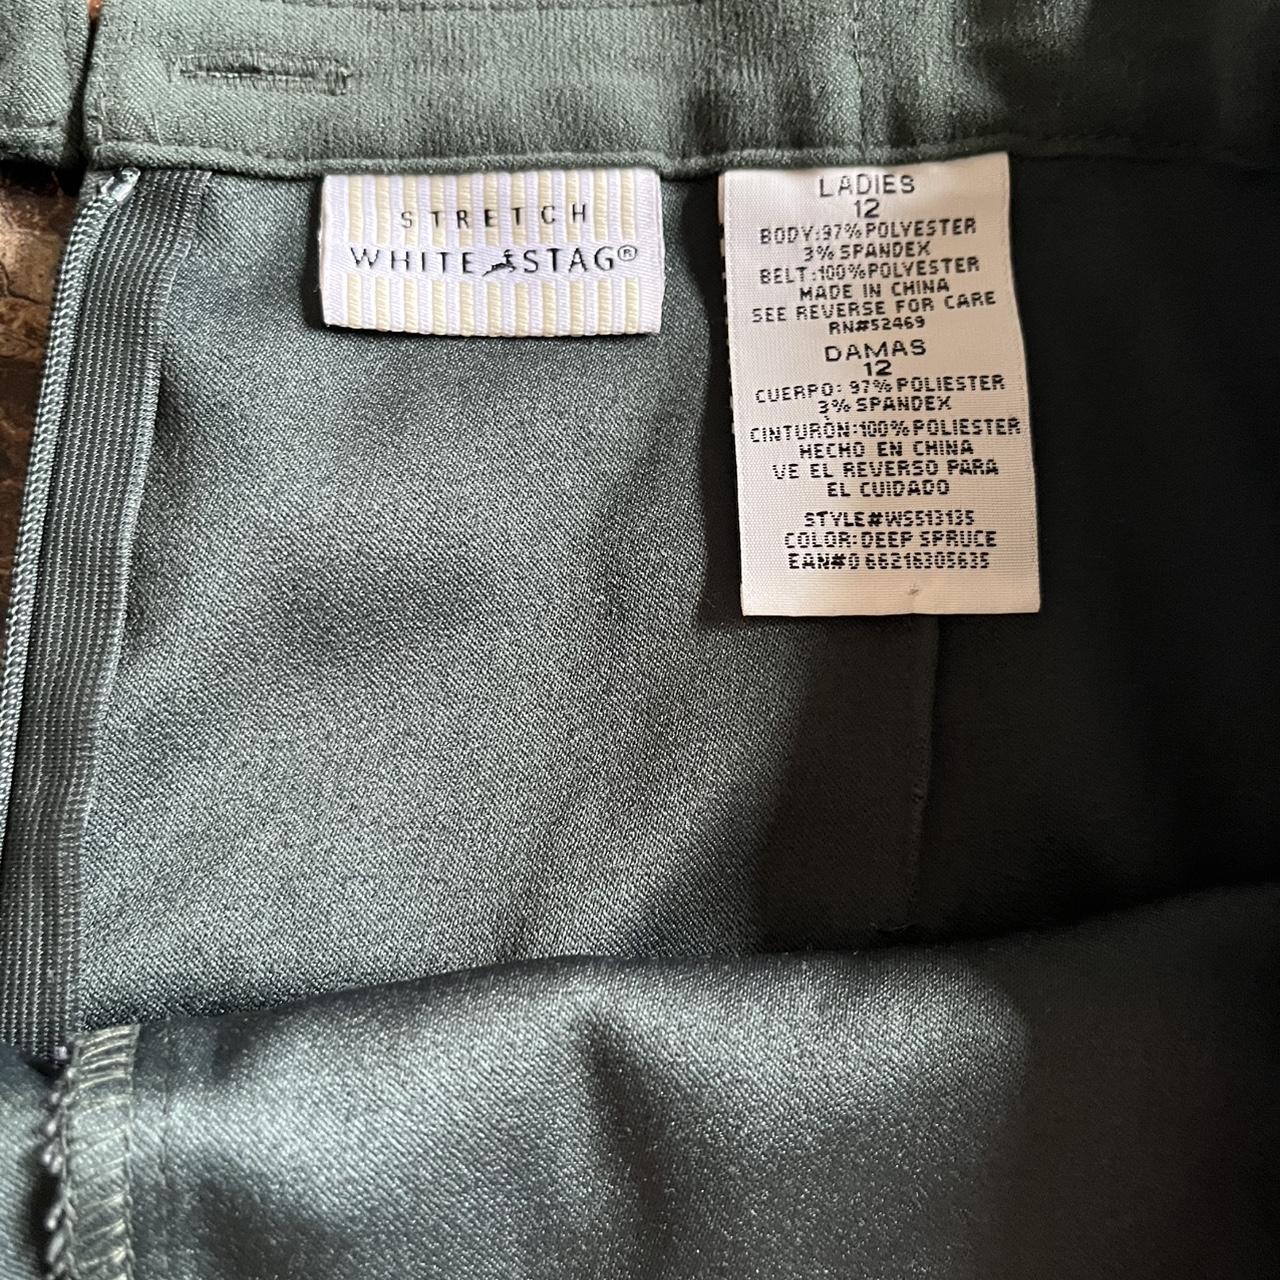 STRETCH
WHITE STAG®
LADIES
12
BODY:97%POLYESTER
3%SPANDEX
BELT:100%POLYESTER
MADE IN CHINA
SEE REVERSE FOR CARE
RN#52469
DAMAS
12
CUERPO: 97%POLIESTER
3%SPANDEX
CINTURÓN:100%POLIESTER
HECHO EN CHINA
VE EL REVERSO PARA
EL CUIDADO
STYLE#WS513135
COLOR:DEEP SPRUCE
EAN#0 66216305635